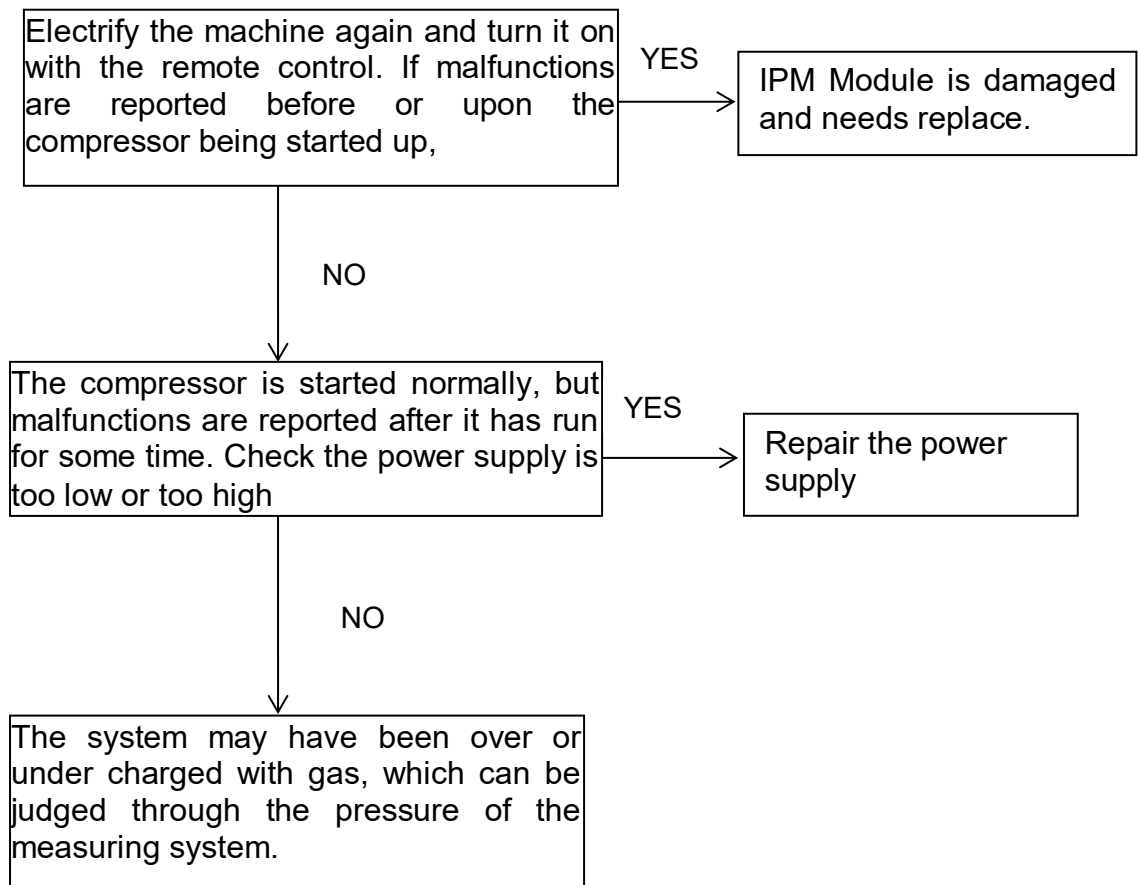 Electrify the machine again and turn it on
with the remote control. If malfunctions
are reported before or upon the
compressor being started up,
YES
IPM Module is damaged
and needs replace.
NO
The compressor is started normally, but
malfunctions are reported after it has run
for some time. Check the power supply is
too low or too high
YES
Repair the power
supply
NO
The system may have been over or
under charged with gas, which can be
judged through the pressure of the
measuring system.